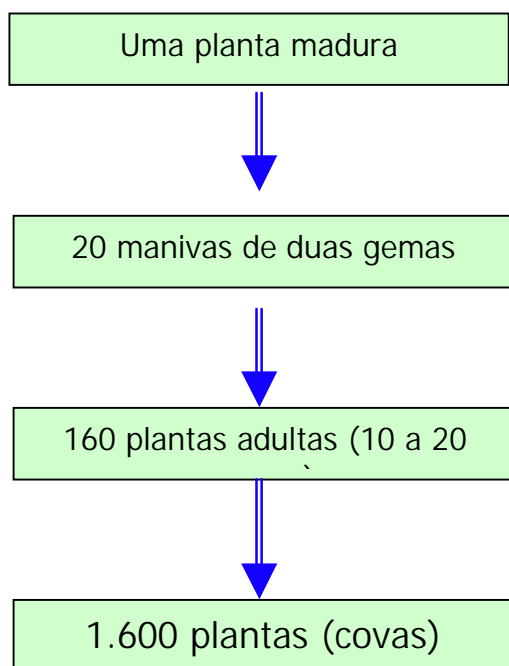 Uma planta madura
20 manivas de duas gemas
160 plantas adultas (10 a 20
1.600 plantas (covas)